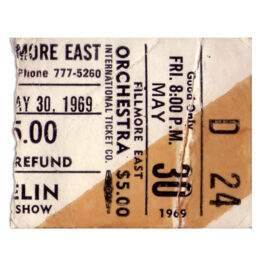 MORE EAST
Phone 777-5260
AY 30, 1969
5.00
REFUND
ELIN
SHOW
INTERNATIONAL TICKET CO.
ORCHESTRA $5.00
FILLMORE EAST
FRI. 8:00 P.M.
MAY
30
1969
Good Only
D 24